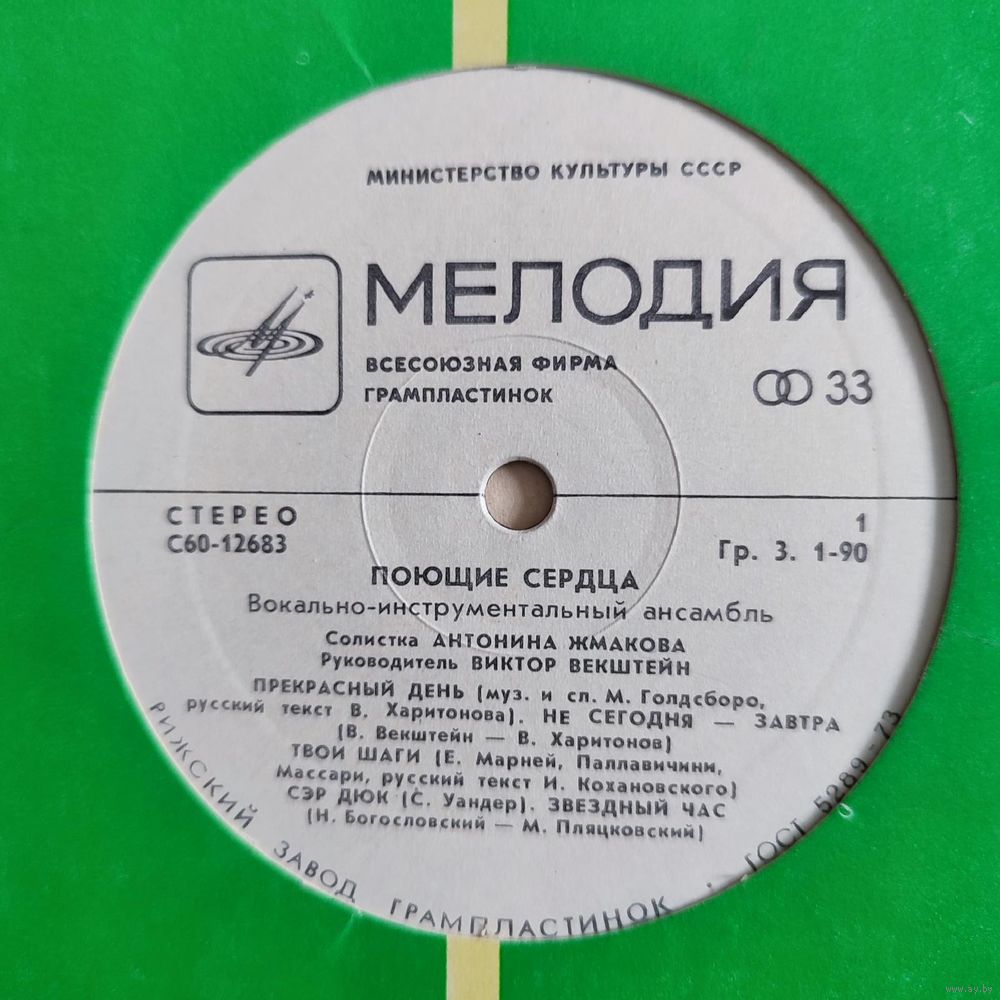 МИНИСТЕРСТВО КУЛЬТУРЫ СССР
МЕЛОДИЯ
ВСЕСОЮЗНАЯ ФИРМА
ГРАМПЛАСТИНОК
33
СТЕРЕО
С60-12683
1
Гр. 3. 1-90
ПОЮЩИЕ СЕРДЦА
Вокально-инструментальный ансамбль
Солистка АНТОНИНА ЖМАКОВА
Руководитель ВИКТОР ВЕКШТЕЙН
ПРЕКРАСНЫЙ ДЕНЬ (муз. и сл. М. Голдсборо,
русский текст В. Харитонова). НЕ СЕГОДНЯ — ЗАВТРА
(В. Векштейн — В. Харитонов)
ТВОИ ШАГИ (Е. Марней, Паллавичини,
Массари, русский текст И. Кохановского)
СЭР ДЮК (С. Уандер). ЗВЕЗДНЫЙ ЧАС
(Н. Богословский — М. Пляцковский)
РИЖСКИЙ ЗАВОД ГРАМПЛАСТИНОК · ГОСТ 5289-73
www.ay.by